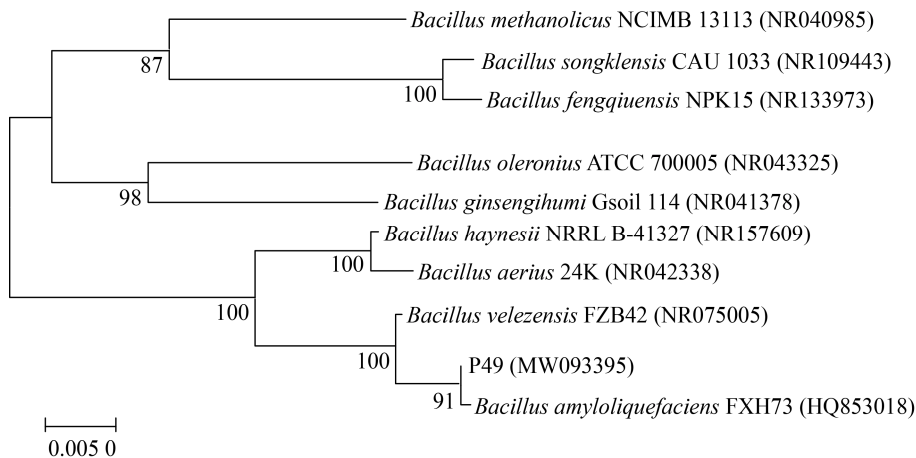 Bacillus methanolicus NCIMB 13113 (NR040985)
87
Bacillus songklensis CAU 1033 (NR109443)
100
Bacillus fengqiuensis NPK15 (NR133973)
Bacillus oleronius ATCC 700005 (NR043325)
98
Bacillus ginsengihumi Gsoil 114 (NR041378)
Bacillus haynesii NRRL B-41327 (NR157609)
100
Bacillus aerius 24K (NR042338)
100
Bacillus velezensis FZB42 (NR075005)
100
P49 (MW093395)
91
Bacillus amyloliquefaciens FXH73 (HQ853018)
0.005 0